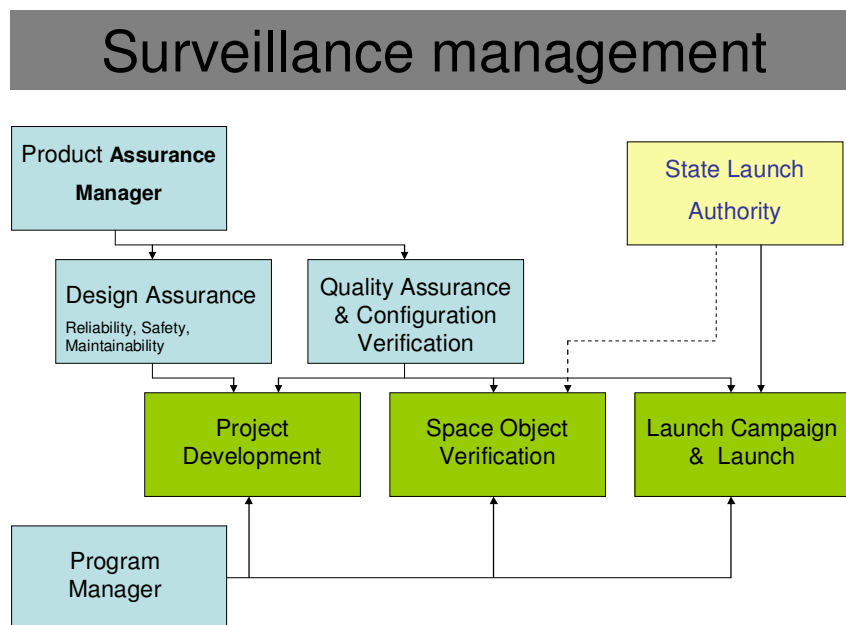 Surveillance management
Product Assurance
Manager
State Launch
Authority
Design Assurance
Reliability, Safety,
Maintainability
Quality Assurance
& Configuration
Verification
Project
Development
Space Object
Verification
Launch Campaign
& Launch
Program
Manager